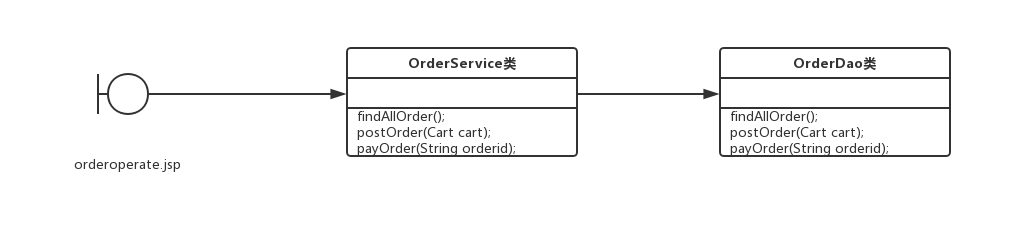 OrderService类
findAllOrder();
postOrder(Cart cart);
payOrder(String orderid);
OrderDao类
findAllOrder();
postOrder(Cart cart);
payOrder(String orderid);
orderoperate.jsp